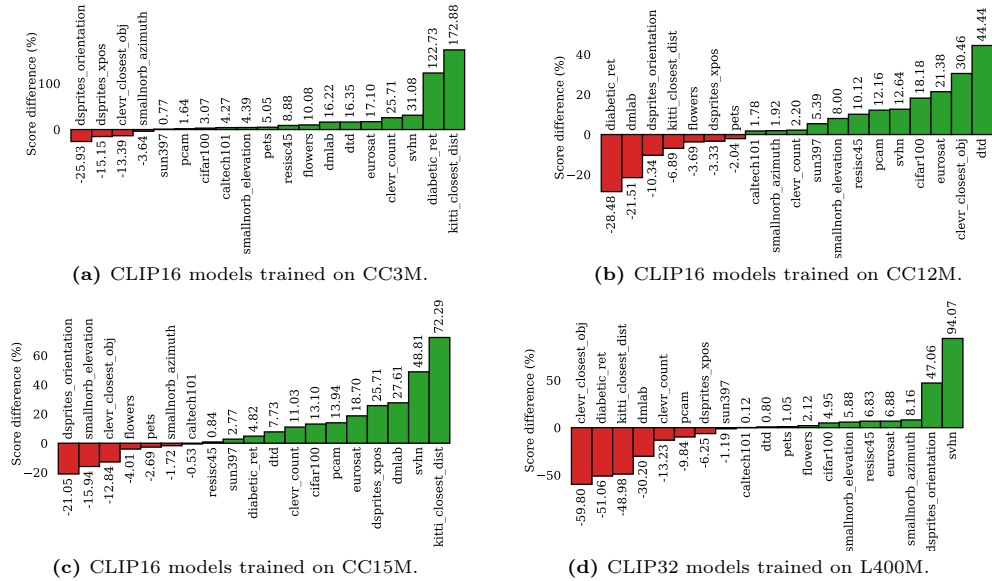 Score difference (%)
100
0
-25.93 dsprites_orientation
-15.15 dsprites_xpos
-13.39 clevr_closest_obj
-3.64 smallnorb_azimuth
sun397 0.77
pcam 1.64
cifar100 3.07
caltech101 4.27
smallnorb_elevation 4.39
pets 5.05
resisc45 8.88
flowers 10.08
dmlab 16.22
dtd 16.35
eurosat 17.10
clevr_count 25.71
svhn 31.08
diabetic_ret 122.73
kitti_closest_dist 172.88
(a) CLIP16 models trained on CC3M.
Score difference (%)
40
20
0
−20
-28.48 diabetic_ret
-21.51 dmlab
-10.34 dsprites_orientation
-6.89 kitti_closest_dist
-3.69 flowers
-3.33 dsprites_xpos
-2.04 pets
caltech101 1.78
smallnorb_azimuth 1.92
clevr_count 2.20
sun397 5.39
smallnorb_elevation 8.00
resisc45 10.12
pcam 12.16
svhn 12.64
cifar100 18.18
eurosat 21.38
clevr_closest_obj 30.46
dtd 44.44
(b) CLIP16 models trained on CC12M.
Score difference (%)
60
40
20
0
−20
-21.05 dsprites_orientation
-15.94 smallnorb_elevation
-12.84 clevr_closest_obj
-4.01 flowers
-2.69 pets
-1.72 smallnorb_azimuth
-0.53 caltech101
resisc45 0.84
sun397 2.77
diabetic_ret 4.82
dtd 7.73
clevr_count 11.03
cifar100 13.10
pcam 13.94
eurosat 18.70
dsprites_xpos 25.71
dmlab 27.61
svhn 48.81
kitti_closest_dist 72.29
(c) CLIP16 models trained on CC15M.
Score difference (%)
50
0
−50
-59.80 clevr_closest_obj
-51.06 diabetic_ret
-48.98 kitti_closest_dist
-30.20 dmlab
-13.23 clevr_count
-9.84 pcam
-6.25 dsprites_xpos
-1.19 sun397
caltech101 0.12
dtd 0.80
pets 1.05
flowers 2.12
cifar100 4.95
smallnorb_elevation 5.88
resisc45 6.83
eurosat 6.88
smallnorb_azimuth 8.16
dsprites_orientation 47.06
svhn 94.07
(d) CLIP32 models trained on L400M.